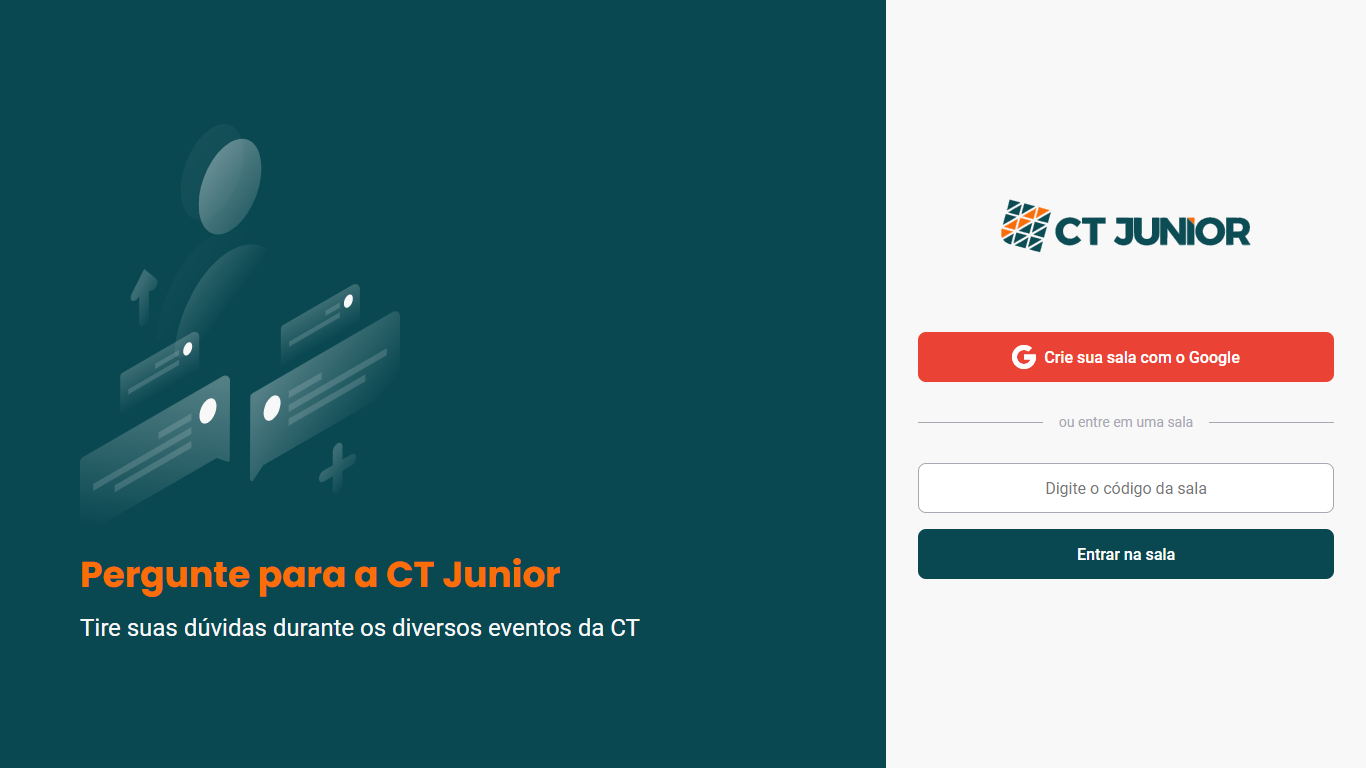 Pergunte para a CT Junior
Tire suas dúvidas durante os diversos eventos da CT
CT JUNIOR
Crie sua sala com o Google
ou entre em uma sala
Digite o código da sala
Entrar na sala